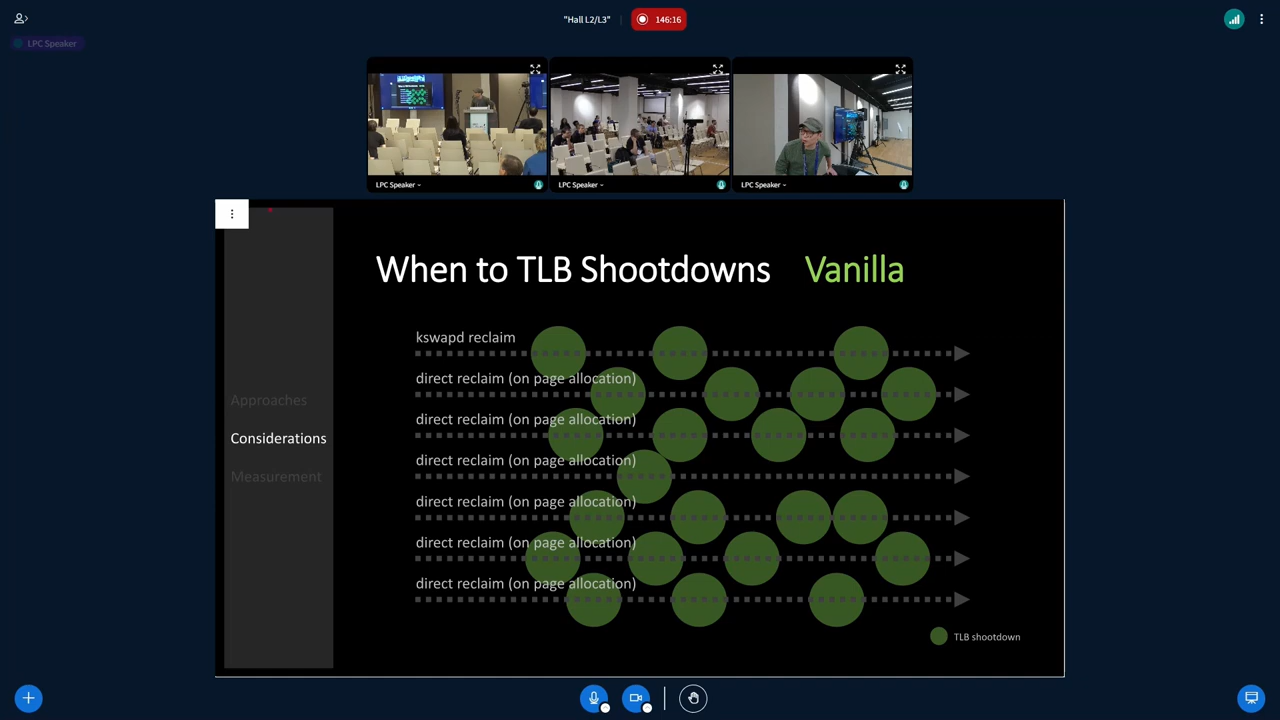 "Hall L2/L3"
146:16
LPC Speaker
LPC Speaker
LPC Speaker
LPC Speaker
When to TLB Shootdowns Vanilla
Approaches
Considerations
Measurement
kswapd reclaim
direct reclaim (on page allocation)
direct reclaim (on page allocation)
direct reclaim (on page allocation)
direct reclaim (on page allocation)
direct reclaim (on page allocation)
direct reclaim (on page allocation)
TLB shootdown